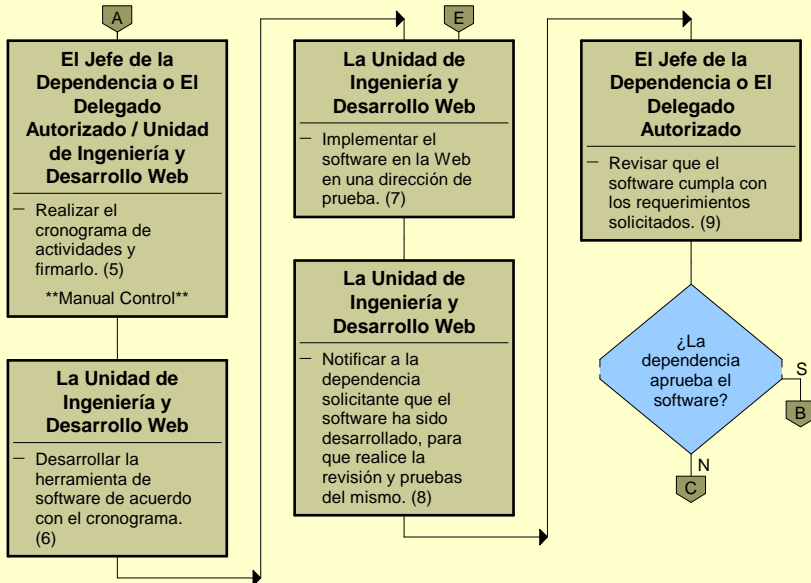 A
El Jefe de la
Dependencia o El
Delegado
Autorizado / Unidad
de Ingeniería y
Desarrollo Web
– Realizar el
cronograma de
actividades y
firmarlo. (5)
**Manual Control**
La Unidad de
Ingeniería y
Desarrollo Web
– Desarrollar la
herramienta de
software de acuerdo
con el cronograma.
(6)
E
La Unidad de
Ingeniería y
Desarrollo Web
– Implementar el
software en la Web
en una dirección de
prueba. (7)
La Unidad de
Ingeniería y
Desarrollo Web
– Notificar a la
dependencia
solicitante que el
software ha sido
desarrollado, para
que realice la
revisión y pruebas
del mismo. (8)
El Jefe de la
Dependencia o El
Delegado
Autorizado
– Revisar que el
software cumpla con
los requerimientos
solicitados. (9)
¿La
dependencia
aprueba el
software?
S
B
N
C